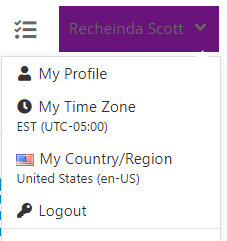 Recheinda Scott
My Profile
My Time Zone
EST (UTC-05:00)
My Country/Region
United States (en-US)
Logout